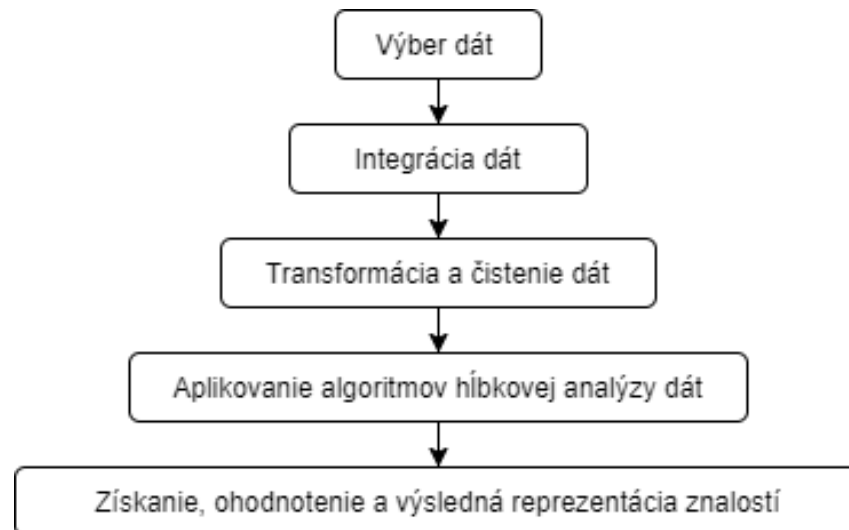 Výber dát
Integrácia dát
Transformácia a čistenie dát
Aplikovanie algoritmov hĺbkovej analýzy dát
Získanie, ohodnotenie a výsledná reprezentácia znalostí